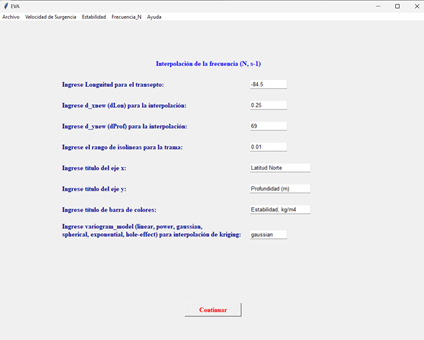 EVA
Archivo Velocidad de Surgencia Estabilidad Frecuencia_N Ayuda
Interpolación de la frecuencia (N, s-1)
Ingrese Longuitud para el transepto: -84.5
Ingrese d_xnew (dLon) para la interpolación: 0.25
Ingrese d_ynew (dProf) para la interpolación: 69
Ingrese el rango de isolíneas para la trama: 0.01
Ingrese título del eje x: Latitud Norte
Ingrese título del eje y: Profundidad (m)
Ingrese título de barra de colores: Estabilidad, kg/m4
Ingrese variogram_model (linear, power, gaussian,
spherical, exponential, hole-effect) para interpolación de kriging: gaussian
Continuar